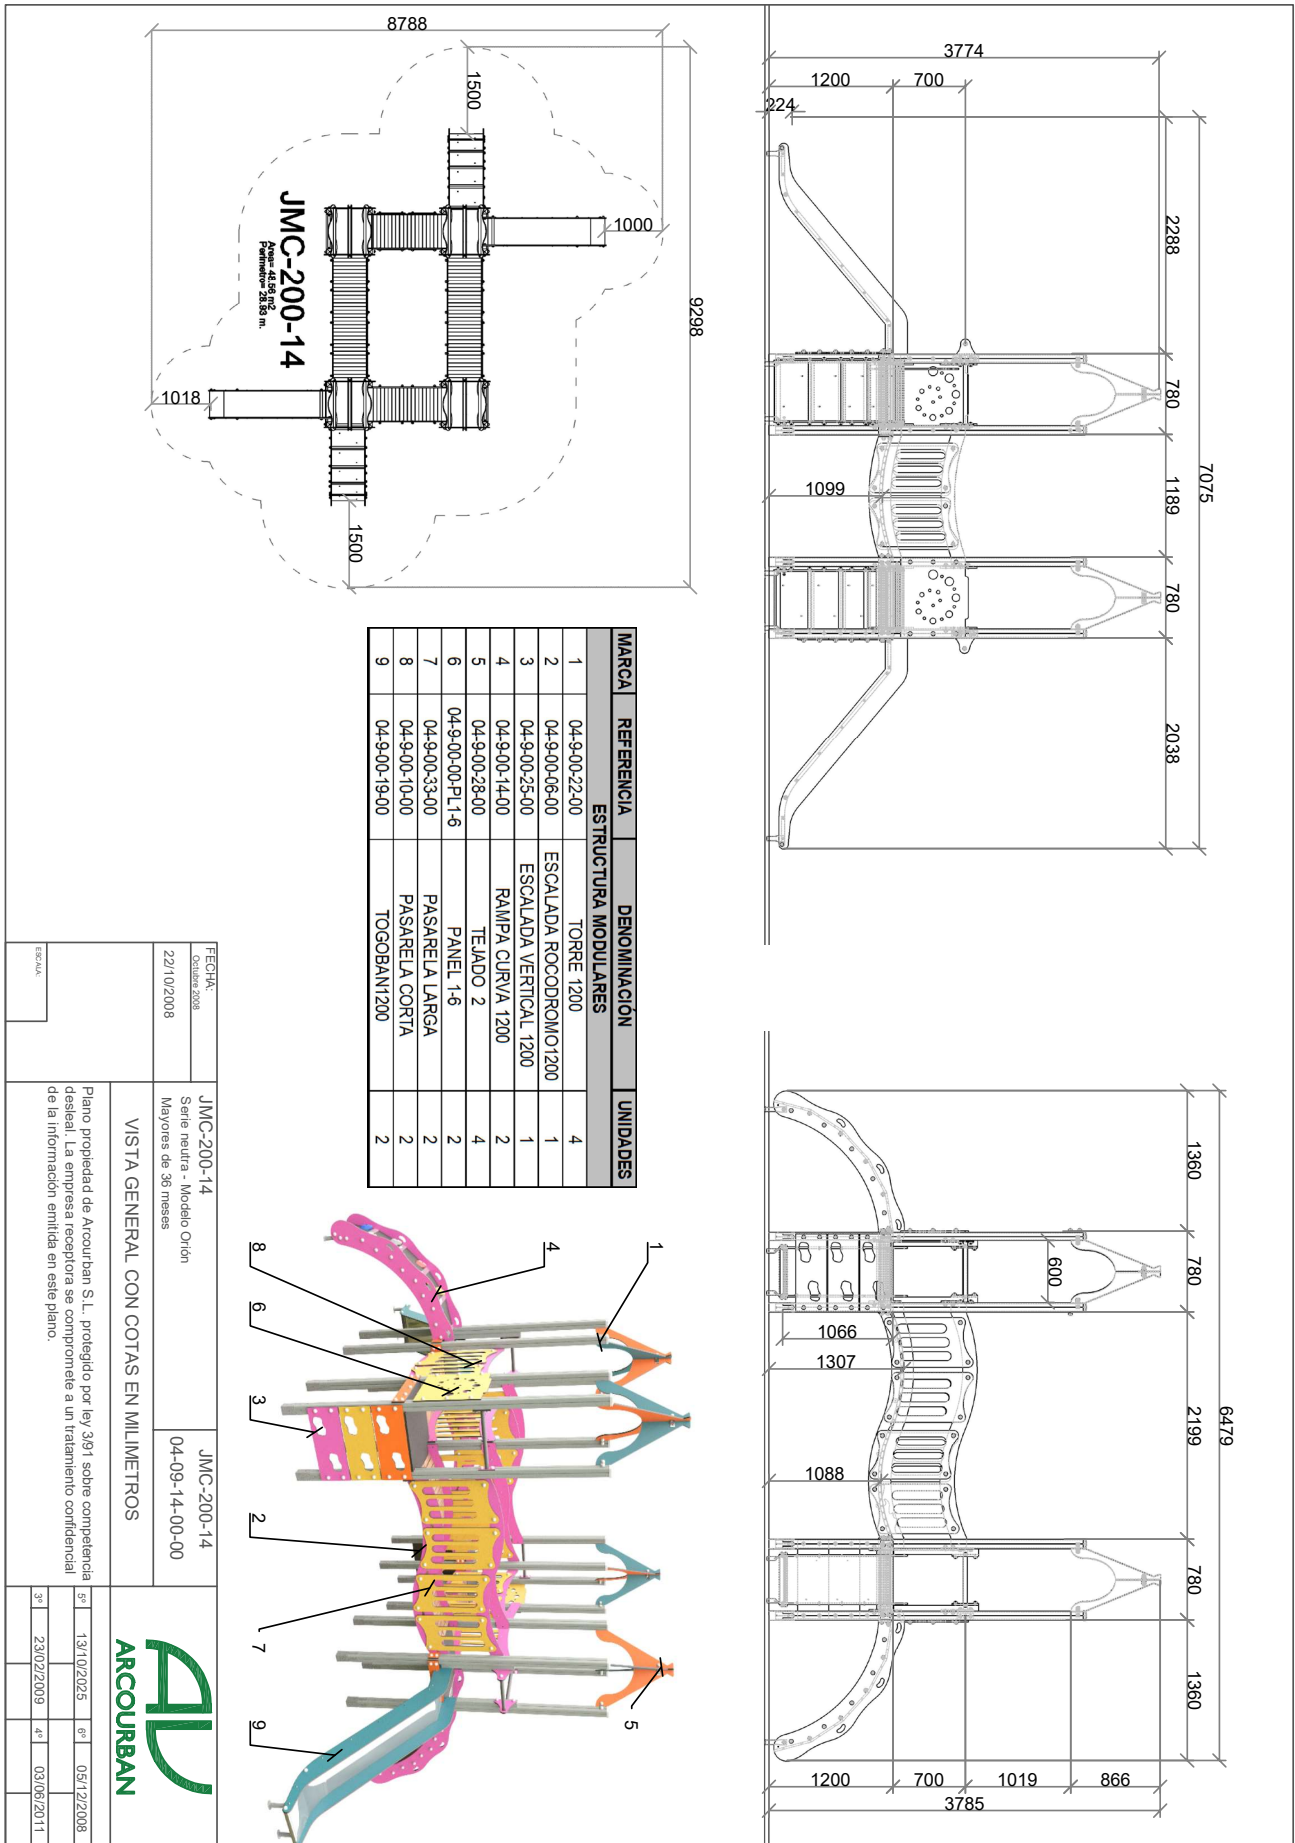 8788
1500
1000
9298
JMC-200-14
Area= 48.56 m2
Perímetro= 28.93 m.
1018
1500
3774
1200
700
224
2288
780
1189
7075
1099
780
2038
MARCA REFERENCIA DENOMINACIÓN UNIDADES
ESTRUCTURA MODULARES
1 04-9-00-22-00 TORRE 1200 4
2 04-9-00-06-00 ESCALADA ROCODROMO1200 1
3 04-9-00-25-00 ESCALADA VERTICAL 1200 1
4 04-9-00-14-00 RAMPA CURVA 1200 2
5 04-9-00-28-00 TEJADO 2 4
6 04-9-00-00-PL1-6 PANEL 1-6 2
7 04-9-00-33-00 PASARELA LARGA 2
8 04-9-00-10-00 PASARELA CORTA 2
9 04-9-00-19-00 TOGOBAN1200 2
1360
780
600
1066
1307
2199
6479
1088
780
1360
1200
700
1019
866
3785
1
4
8
6
3
2
7
5
9
FECHA:
Octubre 2008
22/10/2008
ESCALA:
JMC-200-14
Serie neutra - Modelo Orión
Mayores de 36 meses
JMC-200-14
04-09-14-00-00
VISTA GENERAL CON COTAS EN MILIMETROS
Plano propiedad de Arcourban S.L. protegido por ley 3/91 sobre competencia
desleal. La empresa receptora se compromete a un tratamiento confidencial
de la información emitida en este plano.
ARCOURBAN
5º 13/10/2025 6º 05/12/2008
3º 23/02/2009 4º 03/06/2011